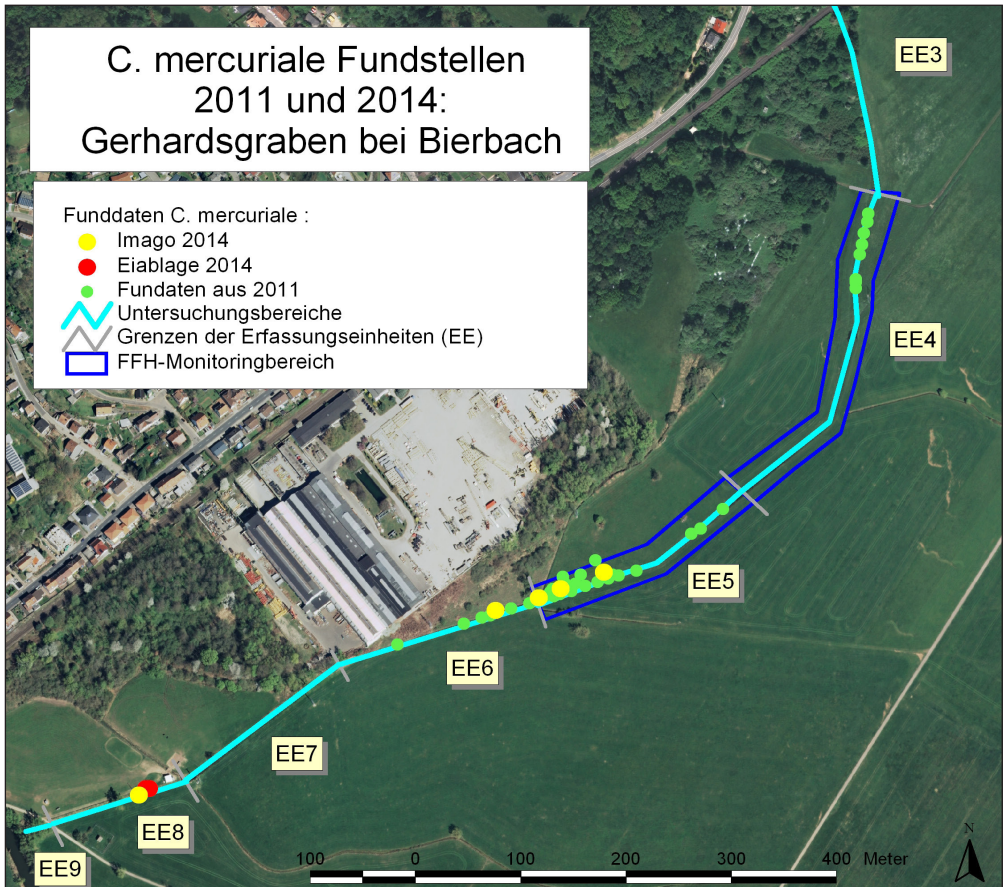 C. mercuriale Fundstellen
2011 und 2014:
Gerhardsgraben bei Bierbach
Funddaten C. mercuriale :
Imago 2014
Eiablage 2014
Fundaten aus 2011
Untersuchungsbereiche
Grenzen der Erfassungseinheiten (EE)
FFH-Monitoringbereich
EE3
EE4
EE5
EE6
EE7
EE8
EE9
100 0 100 200 300 400 Meter
N